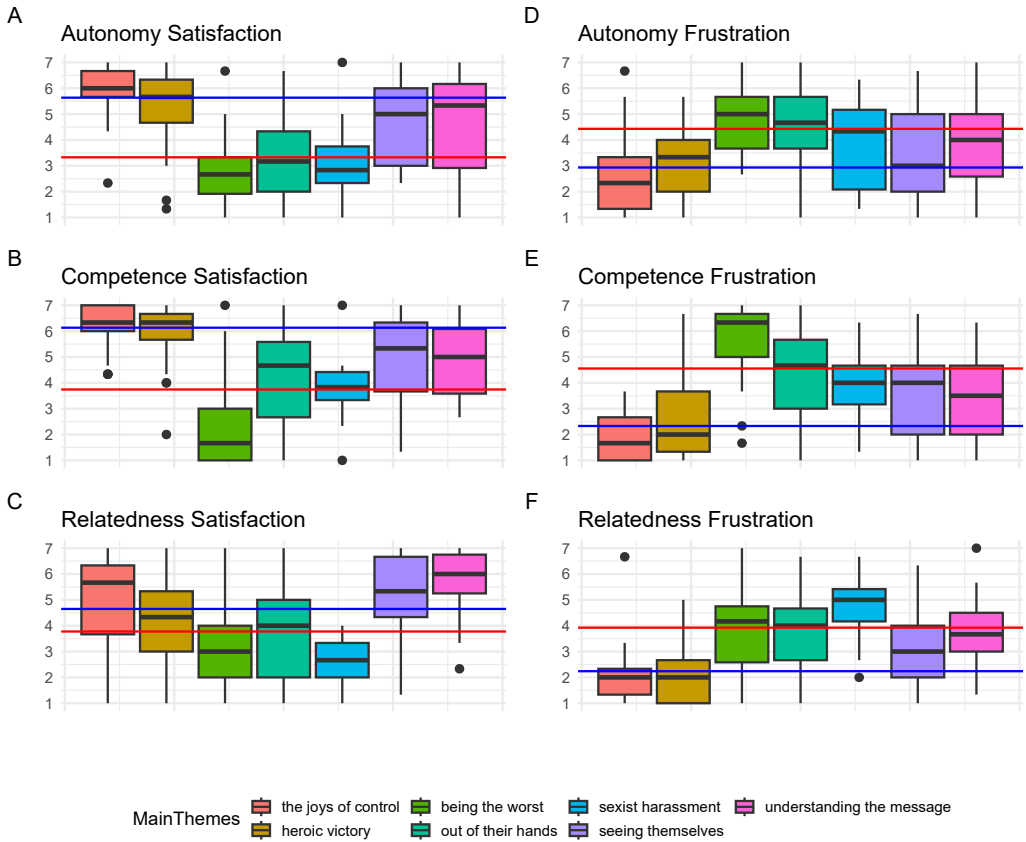 A
Autonomy Satisfaction
7
6
5
4
3
2
1
B
Competence Satisfaction
7
6
5
4
3
2
1
C
Relatedness Satisfaction
7
6
5
4
3
2
1
D
Autonomy Frustration
7
6
5
4
3
2
1
E
Competence Frustration
7
6
5
4
3
2
1
F
Relatedness Frustration
7
6
5
4
3
2
1
MainThemes
the joys of control
heroic victory
being the worst
out of their hands
sexist harassment
seeing themselves
understanding the message